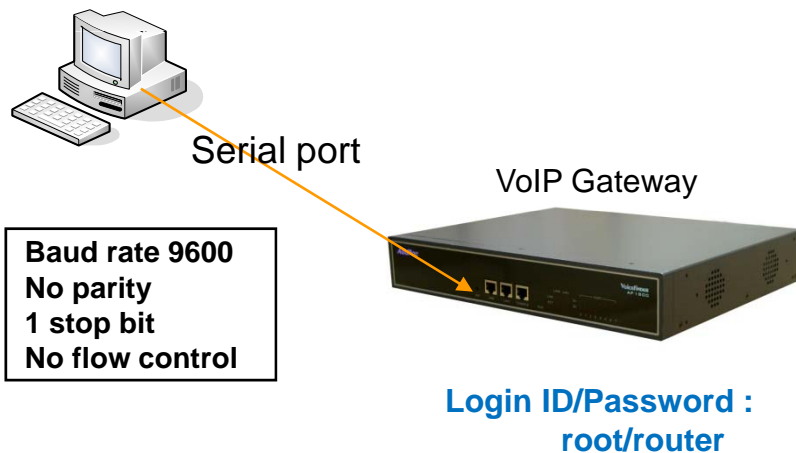 Serial port
VoIP Gateway
Baud rate 9600
No parity
1 stop bit
No flow control
Login ID/Password :
root/router